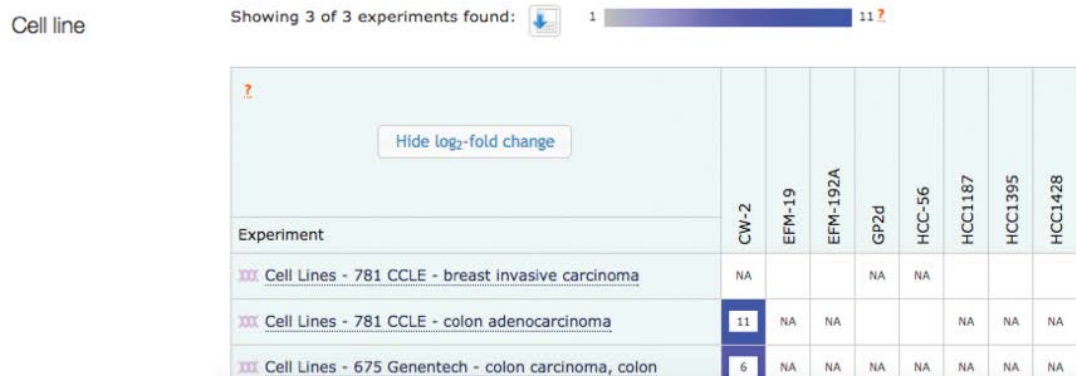 Cell line
Showing 3 of 3 experiments found:
1
11 ?
?
Hide log₂-fold change
Experiment
CW-2
EFM-19
EFM-192A
GP2d
HCC-56
HCC1187
HCC1395
HCC1428
Cell Lines - 781 CCLE - breast invasive carcinoma NA NA NA
Cell Lines - 781 CCLE - colon adenocarcinoma 11 NA NA NA NA NA
Cell Lines - 675 Genentech - colon carcinoma, colon 6 NA NA NA NA NA NA NA